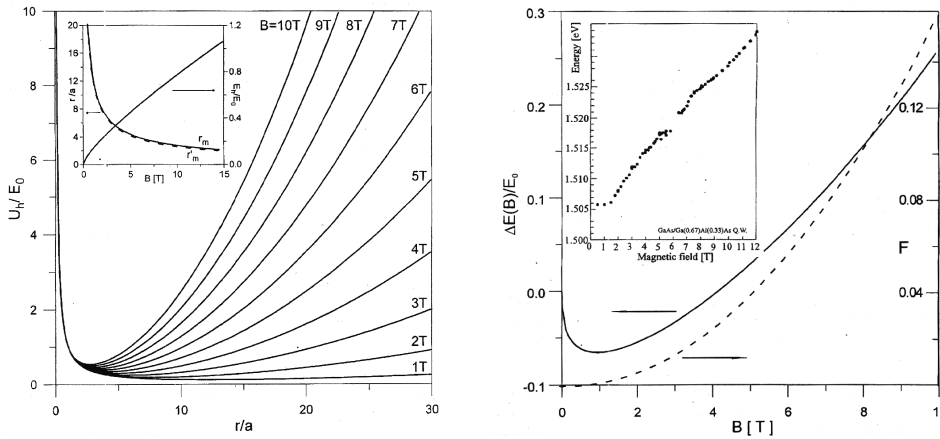 10
8
6
4
2
0
U_h/ E_0
0
10
20
30
r/a
B=10T
9T
8T
7T
6T
5T
4T
3T
2T
1T
20
16
12
8
4
0
r /a
0
5
10
15
B [T]
1.2
0.8
0.4
0.0
r_m
r'_m
0.3
0.2
0.1
0.0
-0.1
ΔE(B)/E_0
0
2
4
6
8
1
B [ T ]
0.12
0.08
0.04
F
Energy [eV]
1.525
1.520
1.515
1.510
1.505
1.500
0 1 2 3 4 5 6 7 8 9 10 11 12
GaAs/Ga(0.67)Al(0.33)As Q.W.
Magnetic field [T]